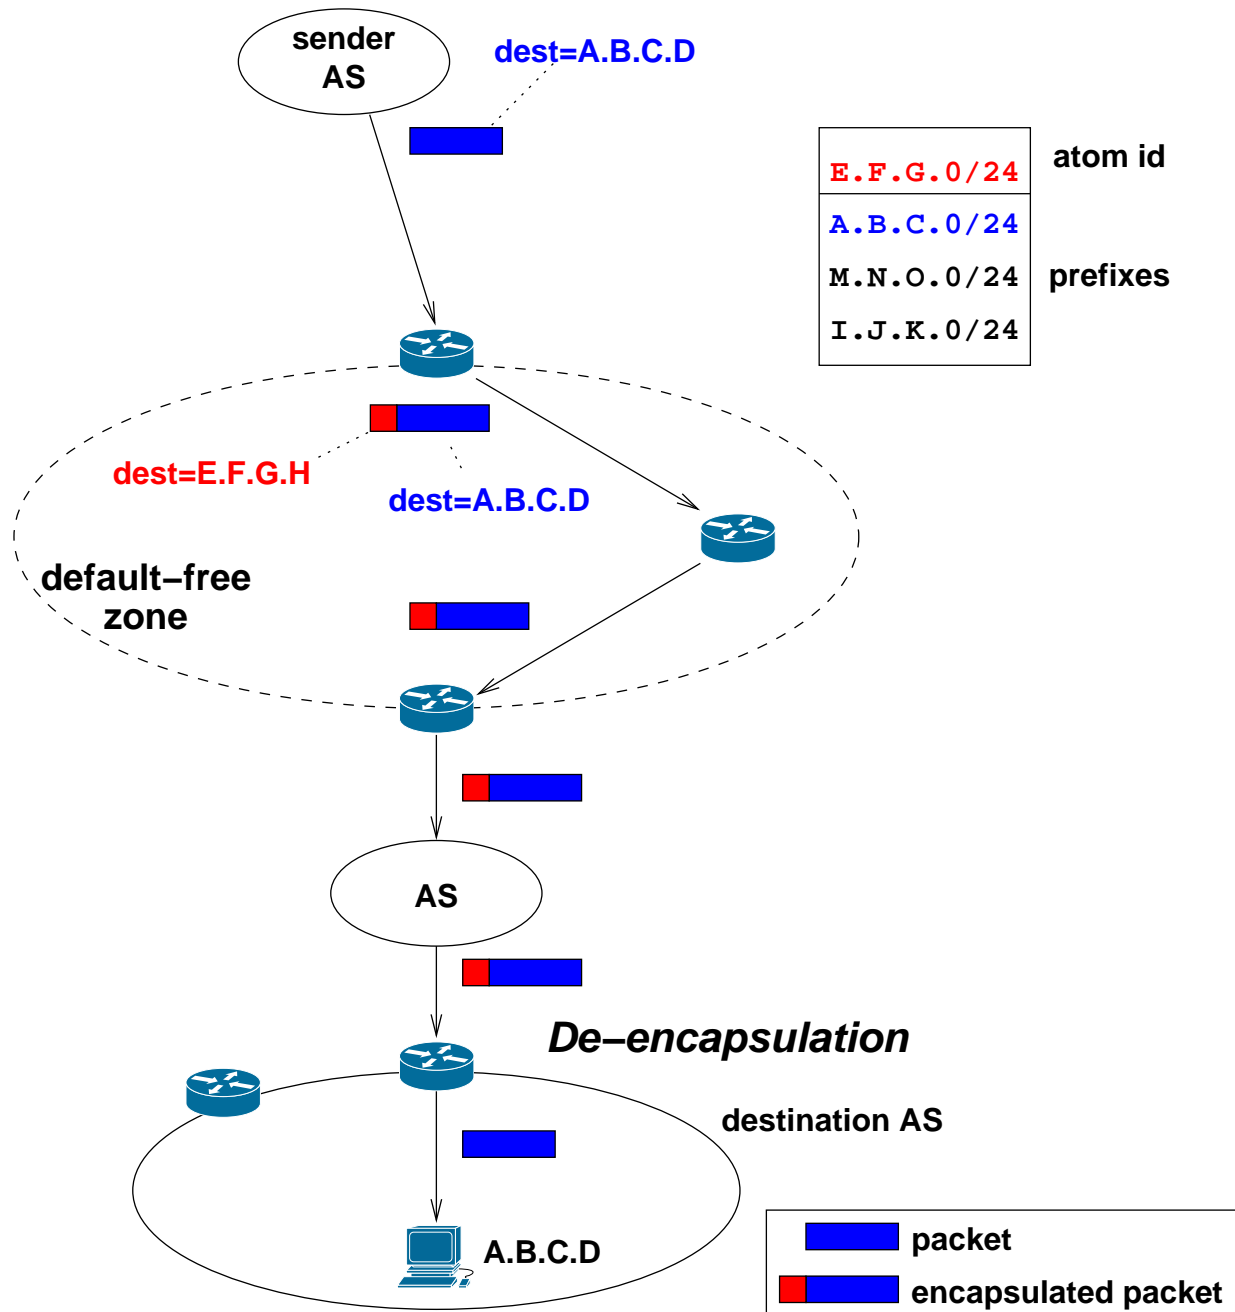 sender
AS
dest=A.B.C.D
E.F.G.0/24
atom id
A.B.C.0/24
M.N.O.0/24
prefixes
I.J.K.0/24
dest=E.F.G.H
dest=A.B.C.D
default–free
zone
AS
De–encapsulation
destination AS
A.B.C.D
packet
encapsulated packet